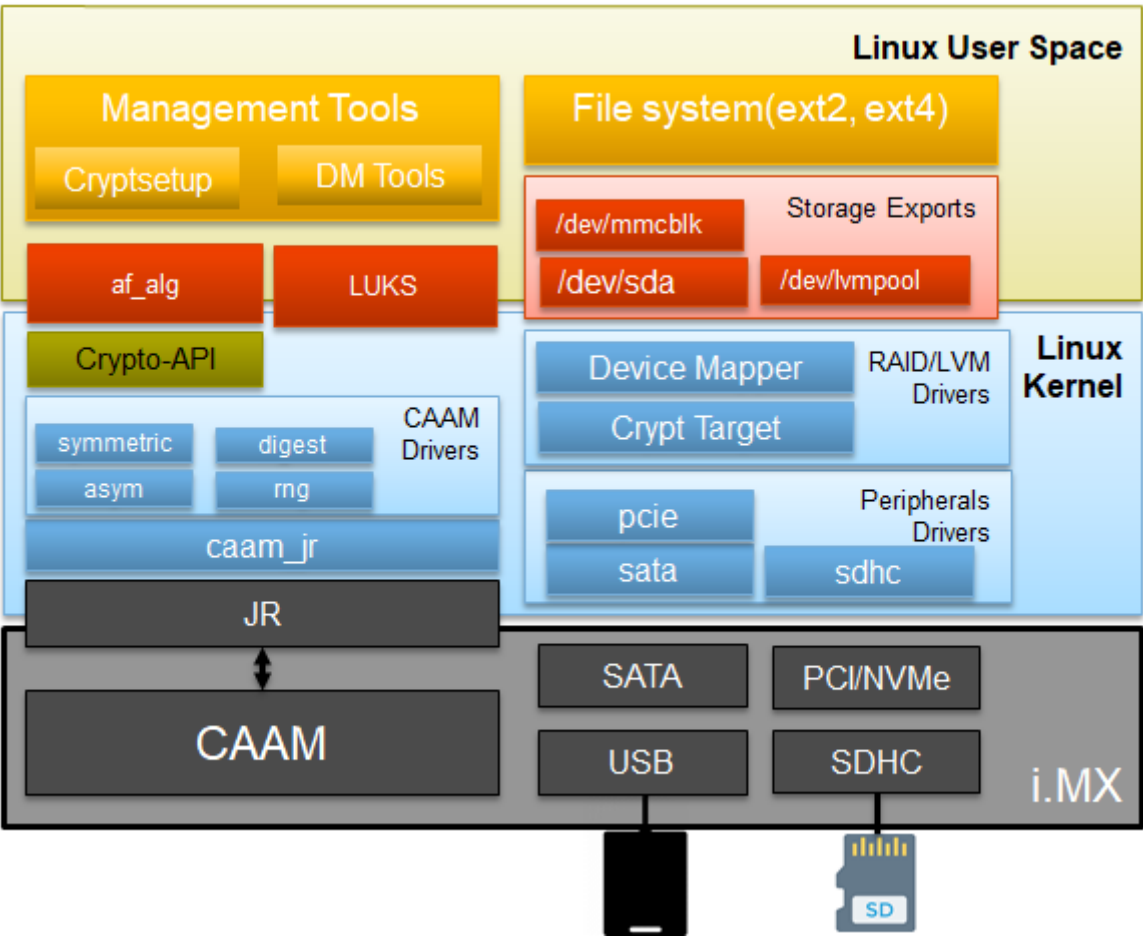 Linux User Space
Management Tools
Cryptsetup
DM Tools
File system(ext2, ext4)
Storage Exports
/dev/mmcblk
/dev/sda
/dev/lvmpool
af_alg
LUKS
Crypto-API
Linux
Kernel
CAAM
Drivers
symmetric
digest
asym
rng
caam_jr
Device Mapper
Crypt Target
RAID/LVM
Drivers
Peripherals
Drivers
pcie
sata
sdhc
JR
CAAM
SATA
PCI/NVMe
USB
SDHC
i.MX
SD